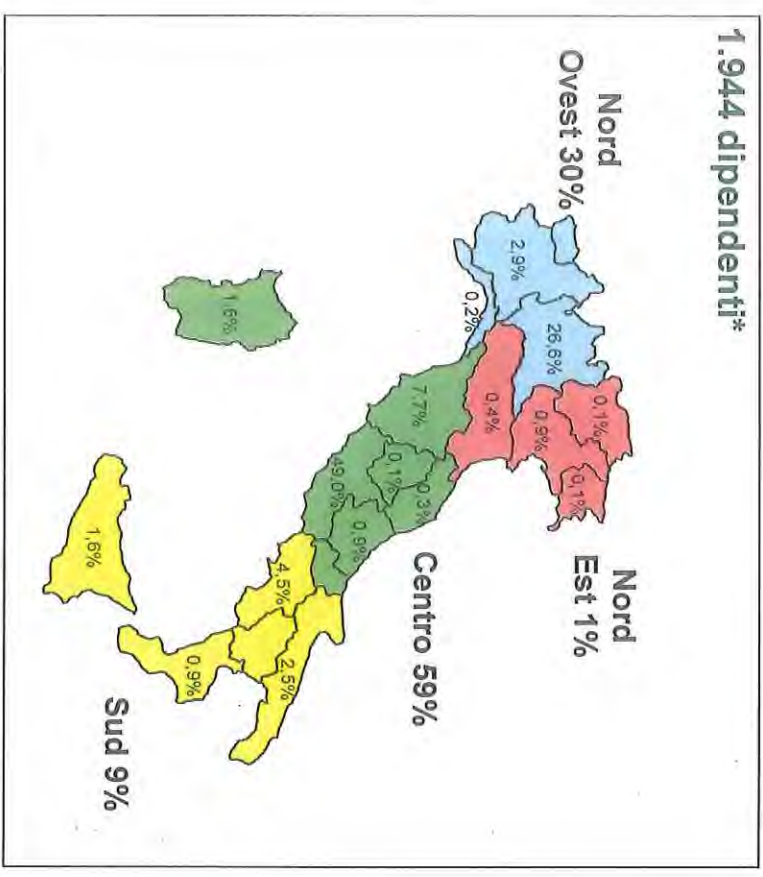 1.944 dipendenti*
Nord
Ovest 30%
Nord
Est 1%
0,1%
0,1%
0,9%
26,6%
2,9%
0,2%
0,4%
Centro 59%
7,7%
0,3%
0,1%
0,9%
49,0%
1,6%
4,5%
2,5%
0,9%
Sud 9%
1,6%